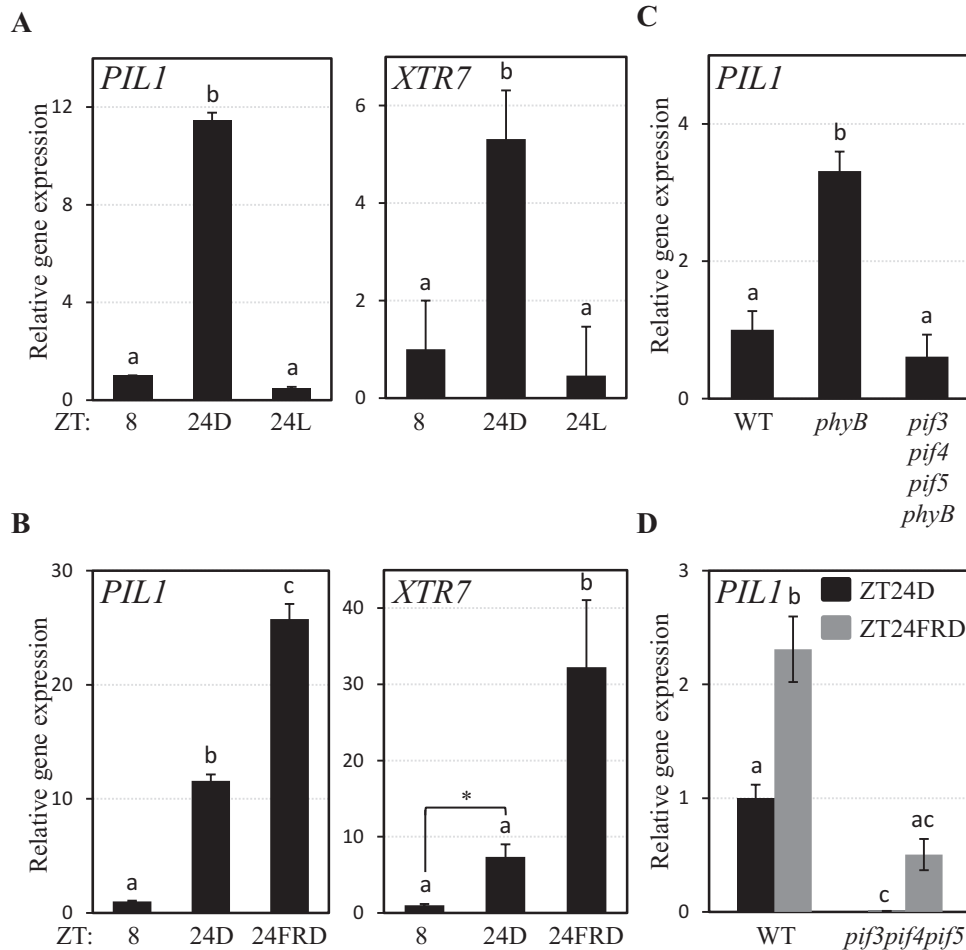 A
PIL1
Relative gene expression
12
8
4
0
a
b
a
ZT: 8 24D 24L
XTR7
6
4
2
0
a
b
a
8 24D 24L
C
PIL1
Relative gene expression
4
2
0
a
b
a
WT phyB pif3
pif4
pif5
phyB
B
PIL1
Relative gene expression
30
20
10
0
a
b
c
ZT: 8 24D 24FRD
XTR7
40
30
20
10
0
a
*
a
b
8 24D 24FRD
D
PIL1
ZT24D
ZT24FRD
Relative gene expression
3
2
1
0
a
b
c
ac
WT pif3pif4pif5